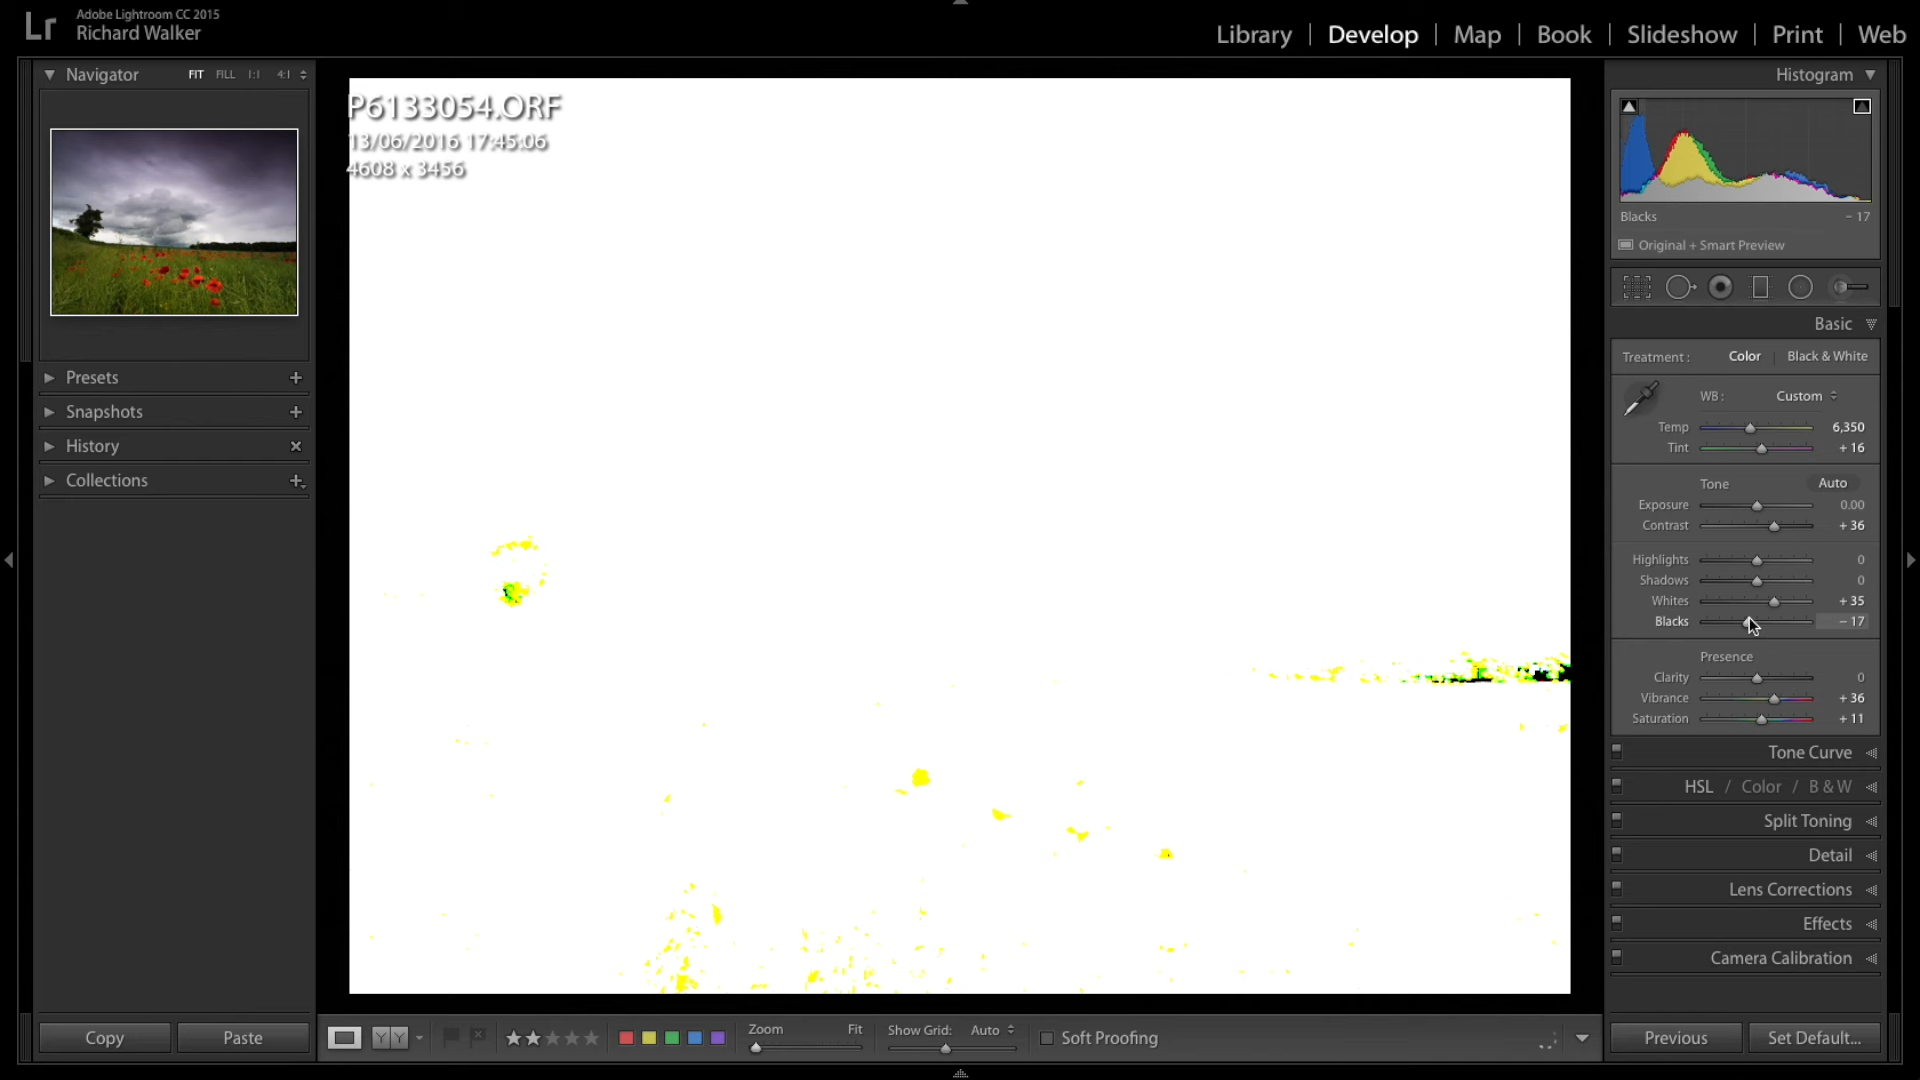 Lr
Adobe Lightroom CC 2015
Richard Walker
Library | Develop | Map | Book | Slideshow | Print | Web
Navigator FIT FILL 1:1 4:1
Presets
Snapshots
History
Collections
P6133054.ORF
13/06/2016 17:45:06
4608 x 3456
Histogram
Blacks - 17
Original + Smart Preview
Basic
Treatment : Color Black & White
WB : Custom
Temp 6,350
Tint + 16
Tone Auto
Exposure 0.00
Contrast + 36
Highlights 0
Shadows 0
Whites + 35
Blacks - 17
Presence
Clarity 0
Vibrance + 36
Saturation + 11
Tone Curve
HSL / Color / B & W
Split Toning
Detail
Lens Corrections
Effects
Camera Calibration
Copy Paste
Y Y
Zoom Fit
Show Grid: Auto
Soft Proofing
Previous Set Default...